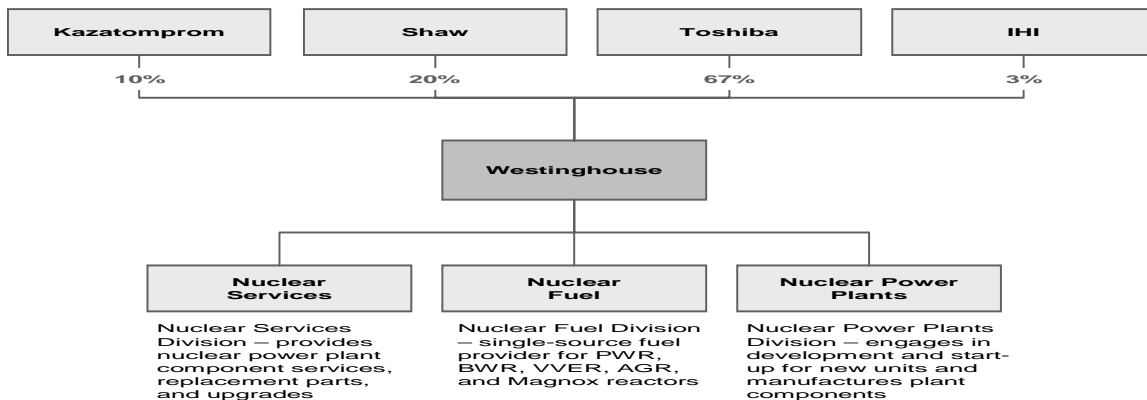 Kazatomprom
Shaw
Toshiba
IHI
10%
20%
67%
3%
Westinghouse
Nuclear
Services
Nuclear
Fuel
Nuclear Power
Plants
Nuclear Services
Division – provides
nuclear power plant
component services,
replacement parts,
and upgrades
Nuclear Fuel Division
– single-source fuel
provider for PWR,
BWR, VVER, AGR,
and Magnox reactors
Nuclear Power Plants
Division – engages in
development and start-
up for new units and
manufactures plant
components